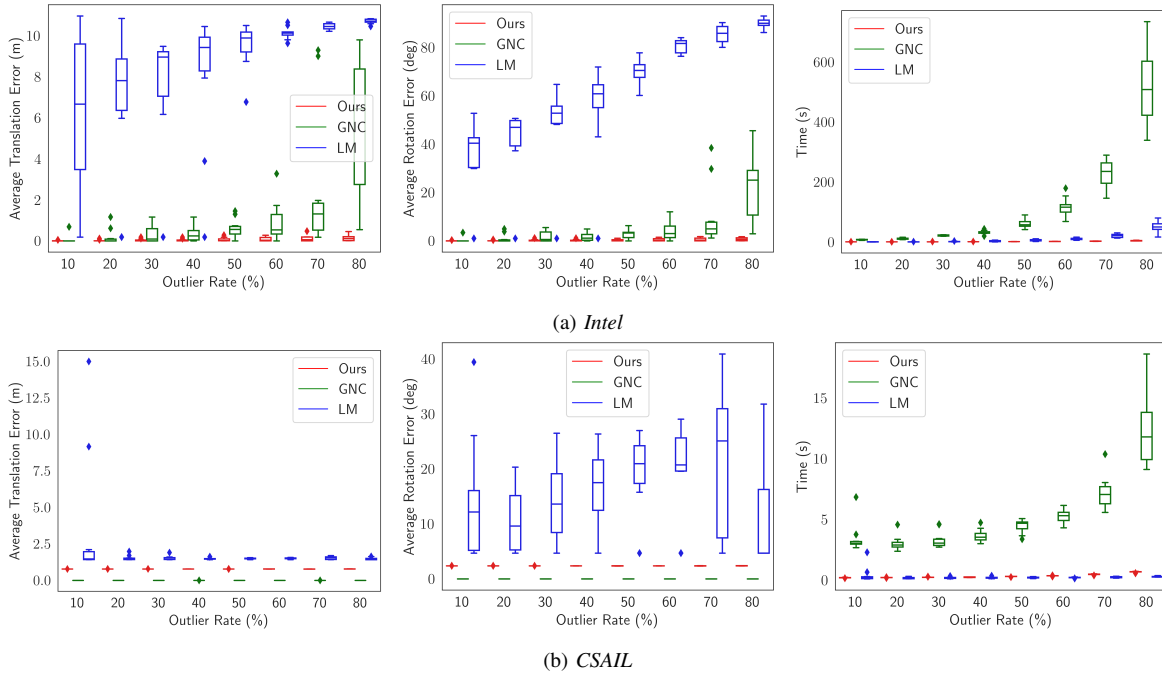 Average Translation Error (m)
10
8
6
4
2
0
Ours
GNC
LM
10 20 30 40 50 60 70 80
Outlier Rate (%)
Average Rotation Error (deg)
80
60
40
20
0
Ours
GNC
LM
10 20 30 40 50 60 70 80
Outlier Rate (%)
Time (s)
600
400
200
0
Ours
GNC
LM
10 20 30 40 50 60 70 80
Outlier Rate (%)
(a) Intel
Average Translation Error (m)
15.0
12.5
10.0
7.5
5.0
2.5
0.0
Ours
GNC
LM
10 20 30 40 50 60 70 80
Outlier Rate (%)
Average Rotation Error (deg)
40
30
20
10
0
Ours
GNC
LM
10 20 30 40 50 60 70 80
Outlier Rate (%)
Time (s)
15
10
5
0
Ours
GNC
LM
10 20 30 40 50 60 70 80
Outlier Rate (%)
(b) CSAIL